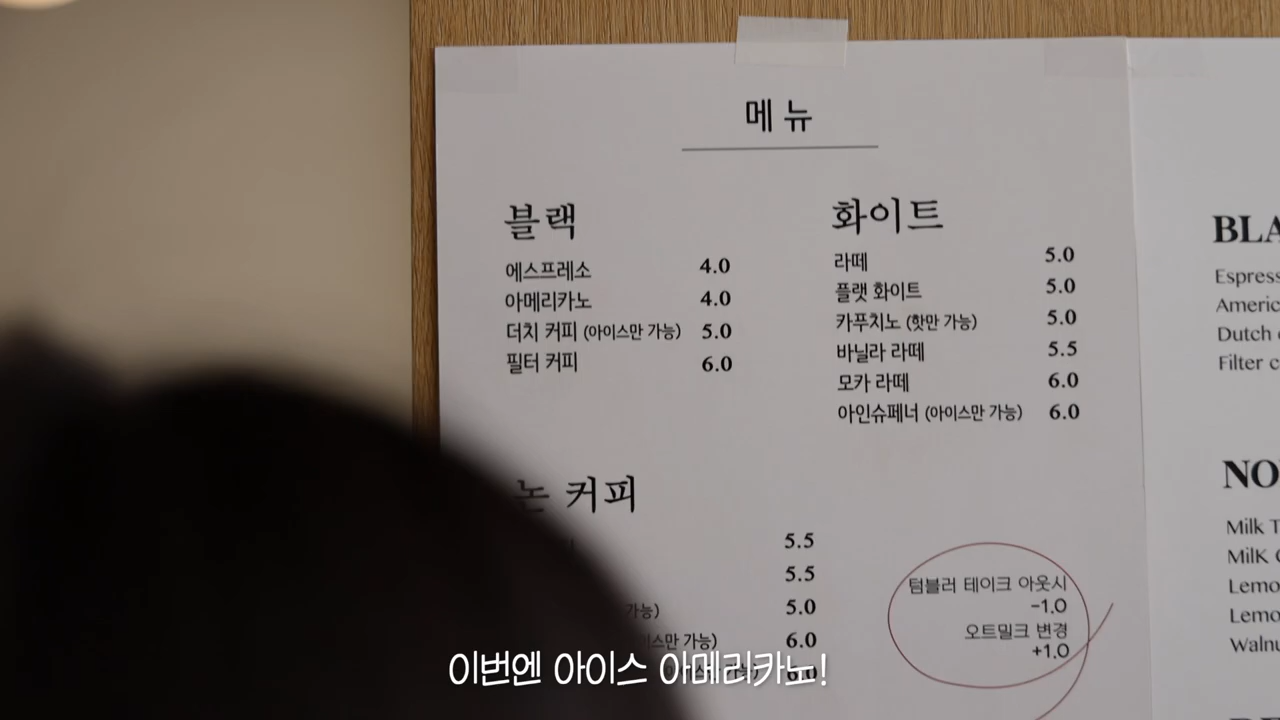 메뉴
블랙
에스프레소 4.0
아메리카노 4.0
더치 커피 (아이스만 가능) 5.0
필터 커피 6.0
화이트
라떼 5.0
플랫 화이트 5.0
카푸치노 (핫만 가능) 5.0
바닐라 라떼 5.5
모카 라떼 6.0
아인슈페너 (아이스만 가능) 6.0
논 커피
5.5
5.5
가능) 5.0
가능) 6.0
6.0
텀블러 테이크 아웃시
-1.0
오트밀크 변경
+1.0
BLA
Espress
Americ
Dutch
Filter c
NO
Milk T
Milk
Lemo
Lemo
Walnu
이번엔 아이스 아메리카노!